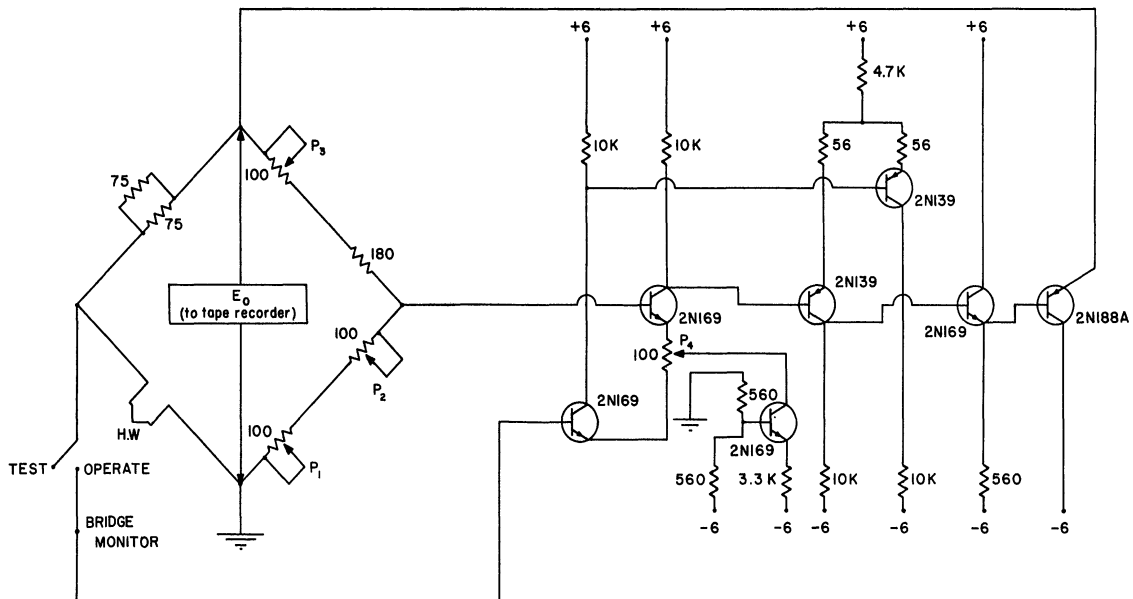 +6
+6
+6
+6
4.7K
10K
10K
56
56
P3
100
75
75
2N139
180
E0
(to tape recorder)
2N139
100
P2
2N169
P4
100
2N169
2N188A
560
2N169
H.W
100
P1
2N169
TEST
OPERATE
560
3.3K
10K
10K
560
BRIDGE
MONITOR
-6
-6
-6
-6
-6
-6